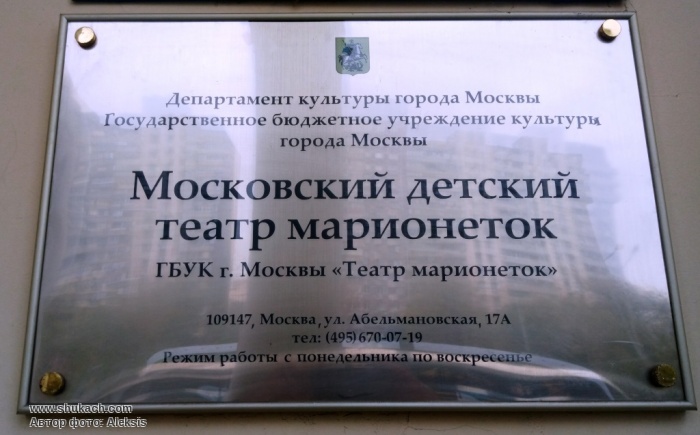 Департамент культуры города Москвы
Государственное бюджетное учреждение культуры
города Москвы
Московский детский
театр марионеток
ГБУК г. Москвы «Театр марионеток»
109147, Москва, ул. Абельмановская, 17А
тел: (495)670-07-19
Режим работы с понедельника по воскресенье
www.shukach.com
Автор фото: Aleksis